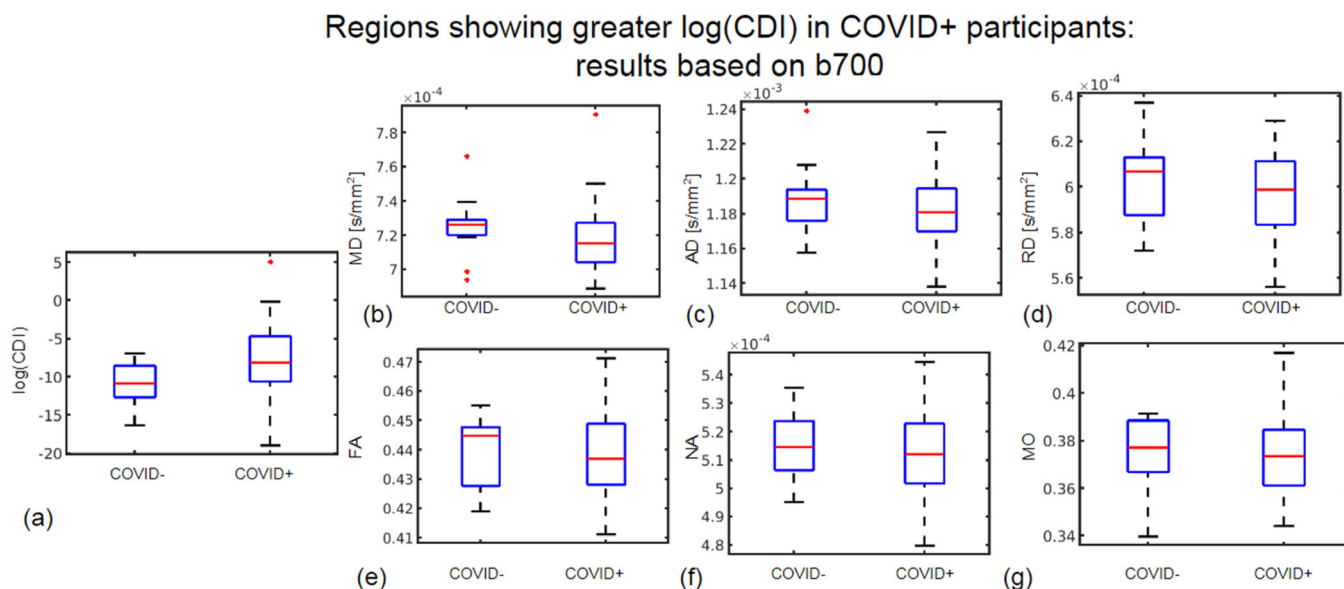 Regions showing greater log(CDI) in COVID+ participants:
results based on b700
log(CDI)
5
0
-5
-10
-15
-20
COVID-
COVID+
(a)
×10⁻⁴
MD [s/mm²]
7.8
7.6
7.4
7.2
7
COVID-
COVID+
(b)
×10⁻³
AD [s/mm²]
1.24
1.22
1.2
1.18
1.16
1.14
COVID-
COVID+
(c)
×10⁻⁴
RD [s/mm²]
6.4
6.2
6
5.8
5.6
COVID-
COVID+
(d)
FA
0.47
0.46
0.45
0.44
0.43
0.42
0.41
COVID-
COVID+
(e)
×10⁻⁴
NA
5.4
5.3
5.2
5.1
5
4.9
4.8
COVID-
COVID+
(f)
MO
0.42
0.4
0.38
0.36
0.34
COVID-
COVID+
(g)